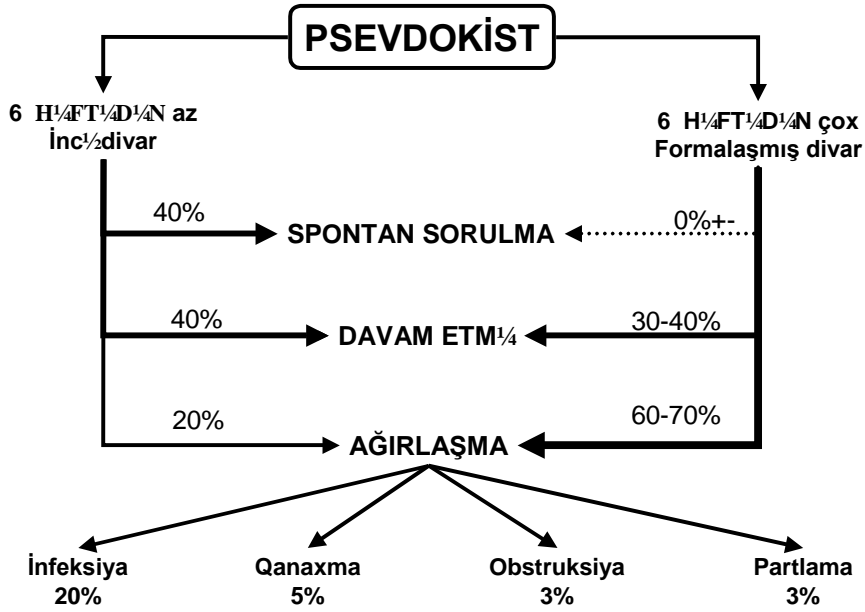 PSEVDOKİST
6 H¼FT¼D¼N az
İnc½divar
6 H¼FT¼D¼N çox
Formalaşmış divar
40%
SPONTAN SORULMA
0%+-
40%
DAVAM ETM¼
30-40%
20%
AĞIRLAŞMA
60-70%
İnfeksiya
20%
Qanaxma
5%
Obstruksiya
3%
Partlama
3%